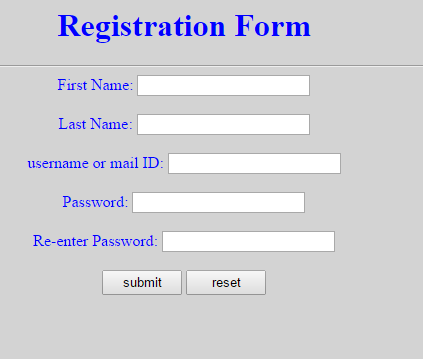 Registration Form
First Name:
Last Name:
username or mail ID:
Password:
Re-enter Password:
submit reset